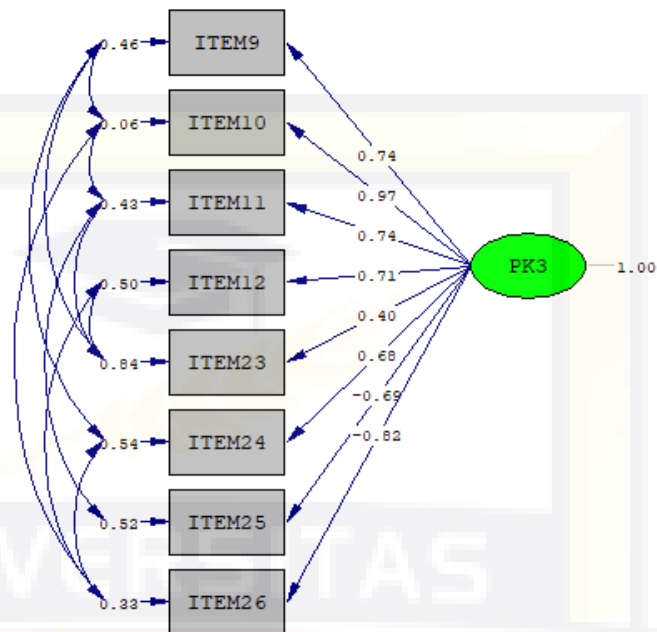 0.46 ITEM9
0.06 ITEM10
0.74
0.97
0.43 ITEM11
0.74
PK3 1.00
0.50 ITEM12
0.71
0.40
0.84 ITEM23
0.68
-0.69
0.54 ITEM24
-0.82
0.52 ITEM25
VERSITAS
0.33 ITEM26